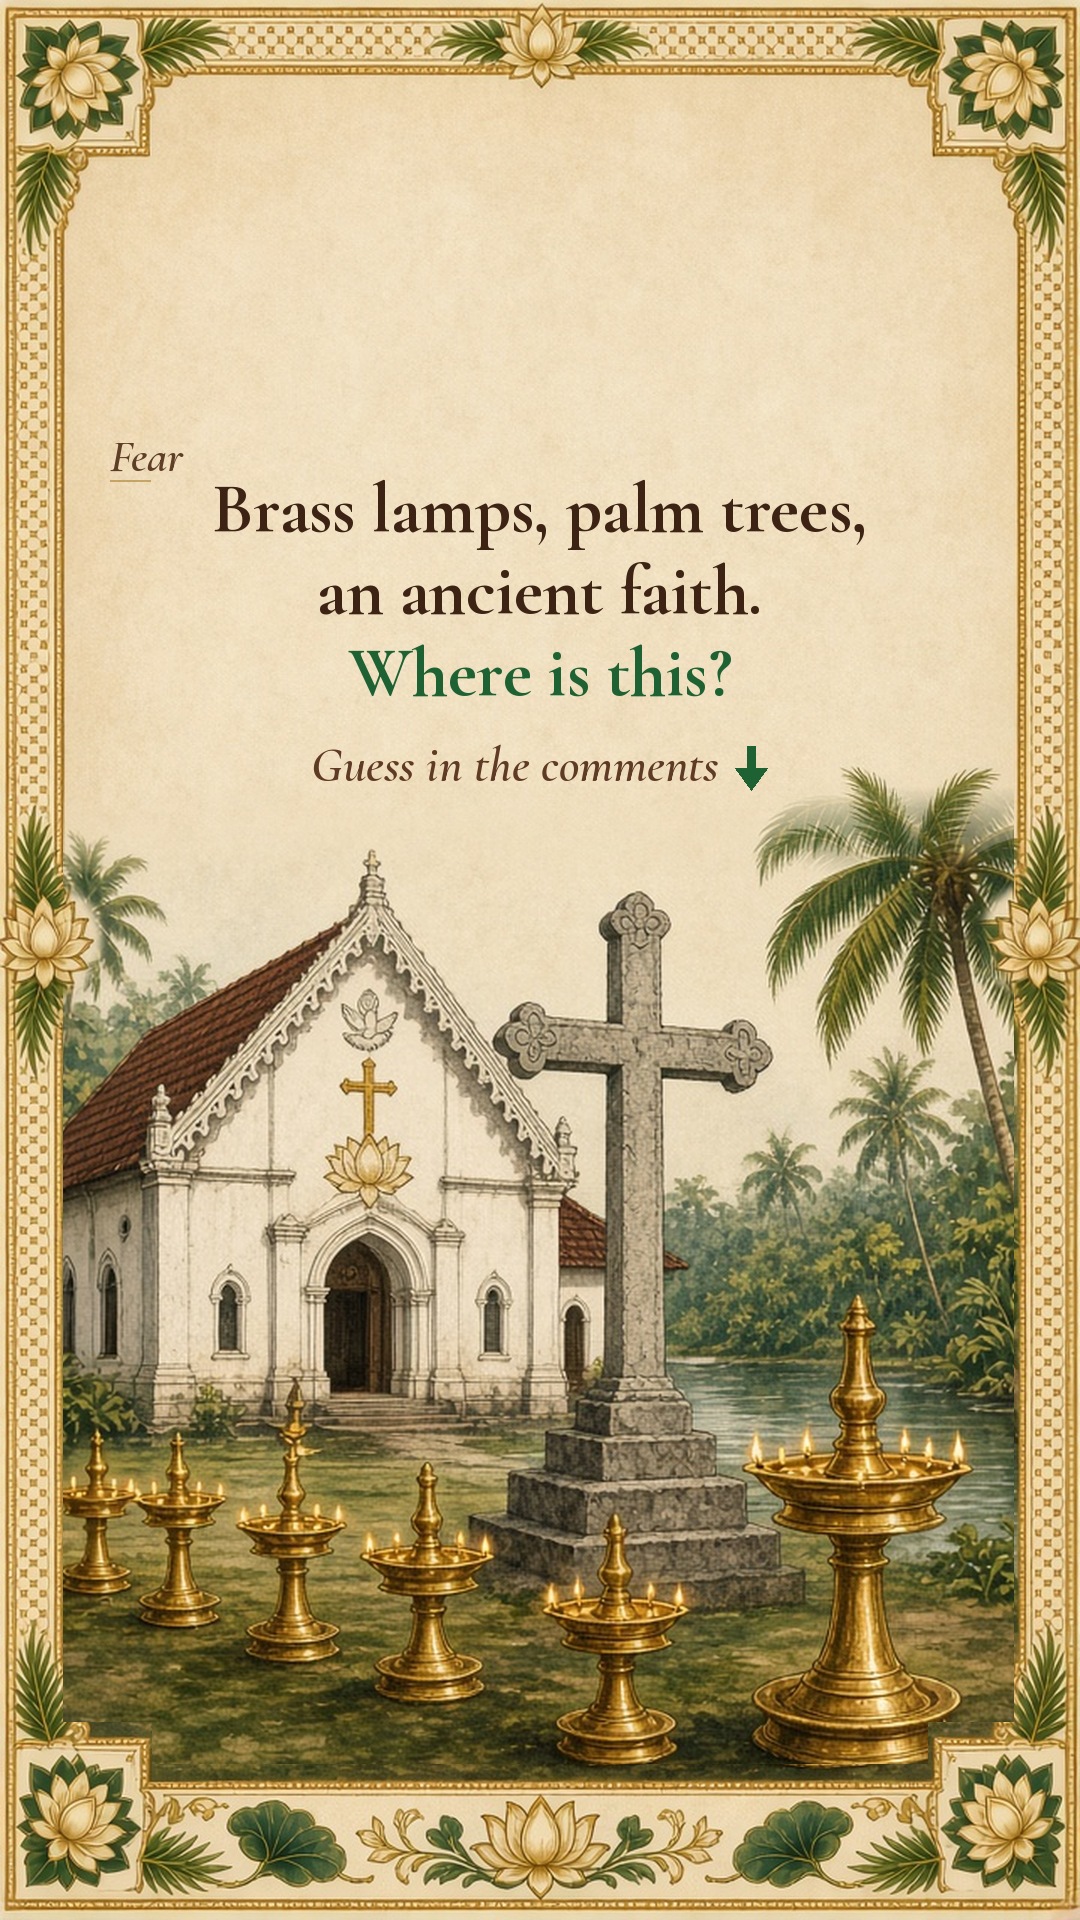 Fear
Brass lamps, palm trees,
an ancient faith.
Where is this?
Guess in the comments